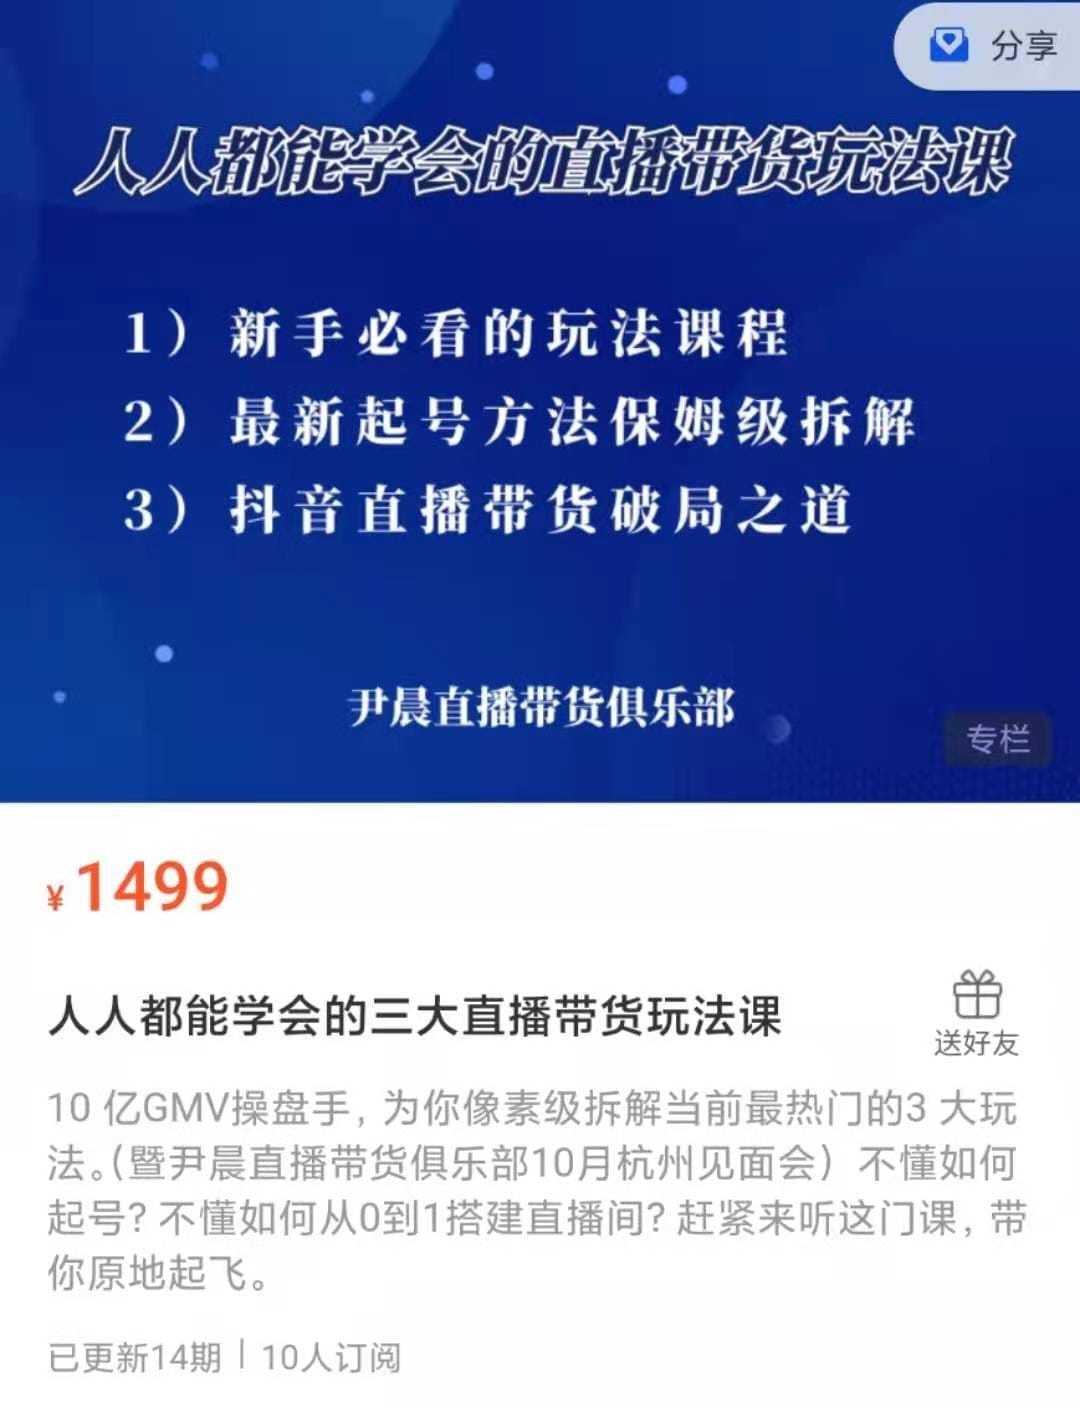 分享
人人都能学会的直播带货玩法课
1）新手必看的玩法课程
2）最新起号方法保姆级拆解
3）抖音直播带货破局之道
尹晨直播带货俱乐部
专栏
¥1499
人人都能学会的三大直播带货玩法课
送好友
10 亿GMV操盘手，为你像素级拆解当前最热门的3 大玩
法。（暨尹晨直播带货俱乐部10月杭州见面会）不懂如何
起号？不懂如何从0到1搭建直播间？赶紧来听这门课，带
你原地起飞。
已更新14期 | 10人订阅